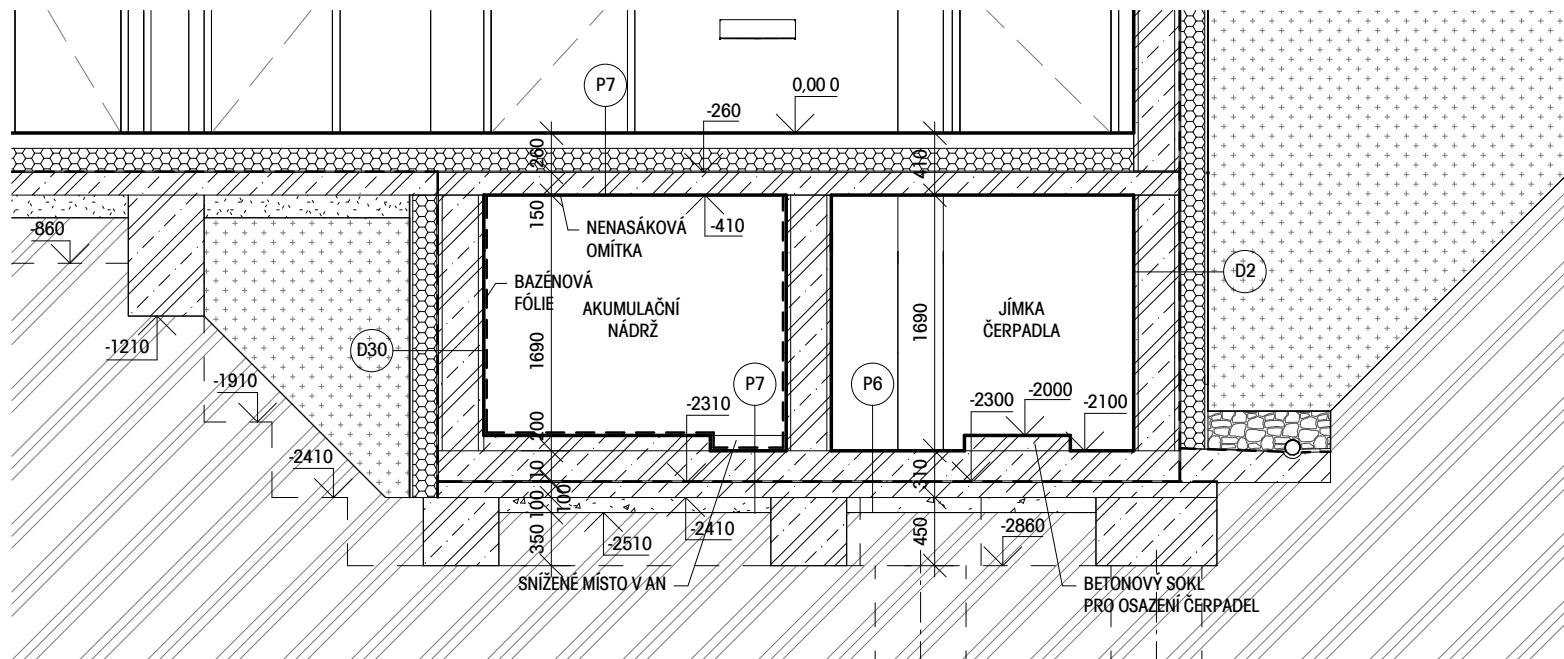 P7
0,00 0
-260
260
410
-860
150
NENASÁKOVÁ
OMÍTKA
-410
BAZÉNOVÁ
FÓLIE
AKUMULAČNÍ
NÁDRŽ
JÍMKA
ČERPADLA
D2
-1210
D30
1690
1690
-1910
P7
P6
-2310
-2300
-2000
-2100
200
-2410
10
310
100
100
-2410
-2510
350
450
-2860
SNÍŽENÉ MÍSTO V AN
BETONOVÝ SOKL
PRO OSAZENÍ ČERPADEL